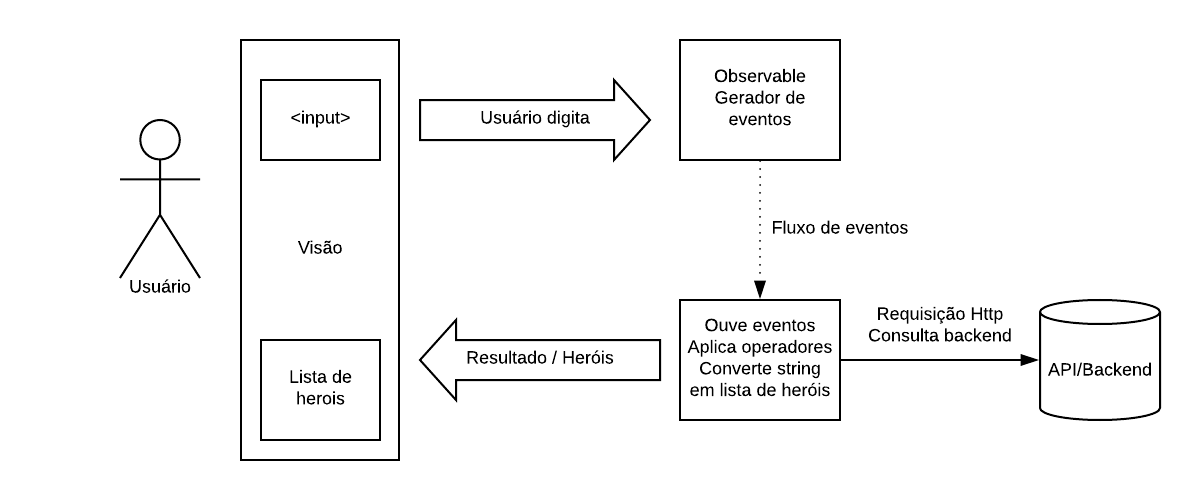 Usuário
<input>
Visão
Lista de
herois
Usuário digita
Observable
Gerador de
eventos
Fluxo de eventos
Ouve eventos
Aplica operadores
Converte string
em lista de heróis
Requisição Http
Consulta backend
API/Backend
Resultado / Heróis